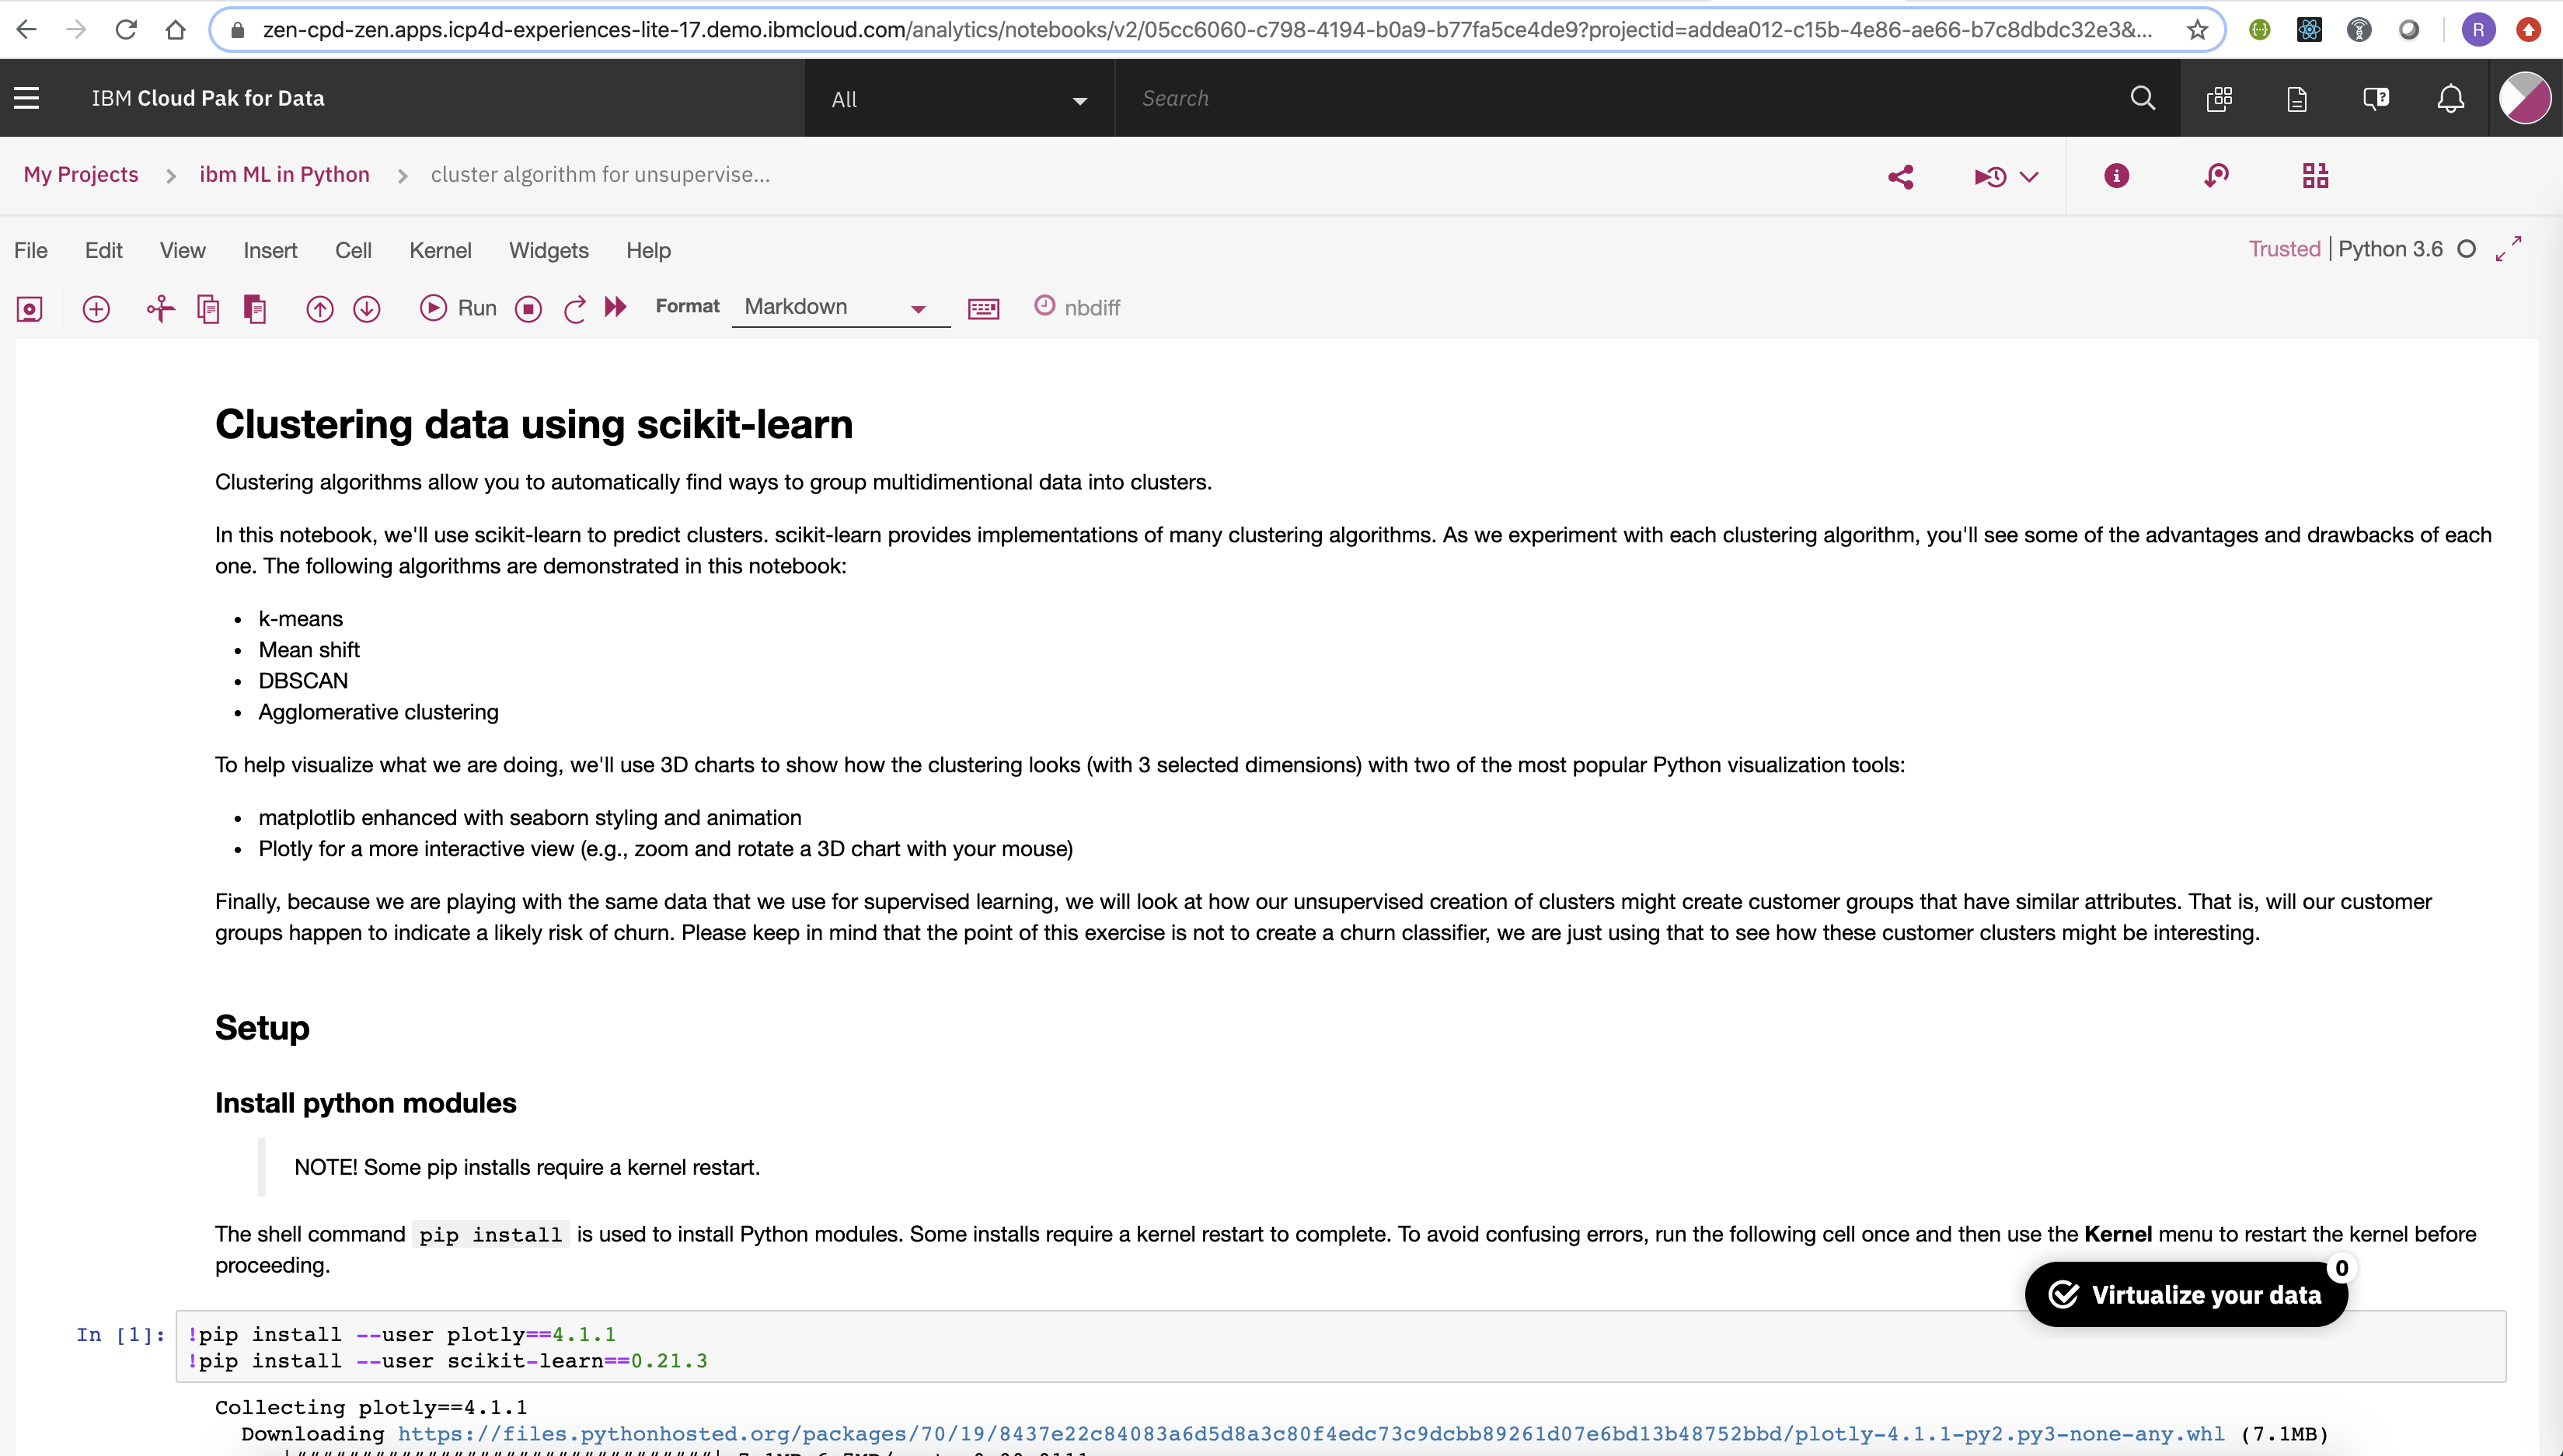 zen-cpd-zen.apps.icp4d-experiences-lite-17.demo.ibmcloud.com/analytics/notebooks/v2/05cc6060-c798-4194-b0a9-b77fa5ce4de9?projectid=addea012-c15b-4e86-ae66-b7c8dbdc32e3&...
R
IBM Cloud Pak for Data
All
Search
My Projects > ibm ML in Python > cluster algorithm for unsupervise...
File Edit View Insert Cell Kernel Widgets Help
Trusted | Python 3.6
Run Format Markdown nbdiff
Clustering data using scikit-learn
Clustering algorithms allow you to automatically find ways to group multidimentional data into clusters.
In this notebook, we'll use scikit-learn to predict clusters. scikit-learn provides implementations of many clustering algorithms. As we experiment with each clustering algorithm, you'll see some of the advantages and drawbacks of each
one. The following algorithms are demonstrated in this notebook:
• k-means
• Mean shift
• DBSCAN
• Agglomerative clustering
To help visualize what we are doing, we'll use 3D charts to show how the clustering looks (with 3 selected dimensions) with two of the most popular Python visualization tools:
• matplotlib enhanced with seaborn styling and animation
• Plotly for a more interactive view (e.g., zoom and rotate a 3D chart with your mouse)
Finally, because we are playing with the same data that we use for supervised learning, we will look at how our unsupervised creation of clusters might create customer groups that have similar attributes. That is, will our customer
groups happen to indicate a likely risk of churn. Please keep in mind that the point of this exercise is not to create a churn classifier, we are just using that to see how these customer clusters might be interesting.
Setup
Install python modules
NOTE! Some pip installs require a kernel restart.
The shell command pip install is used to install Python modules. Some installs require a kernel restart to complete. To avoid confusing errors, run the following cell once and then use the Kernel menu to restart the kernel before
proceeding.
0
Virtualize your data
In [1]: !pip install --user plotly==4.1.1
!pip install --user scikit-learn==0.21.3
Collecting plotly==4.1.1
Downloading https://files.pythonhosted.org/packages/70/19/8437e22c84083a6d5d8a3c80f4edc73c9dcbb89261d07e6bd13b48752bbd/plotly-4.1.1-py2.py3-none-any.whl (7.1MB)